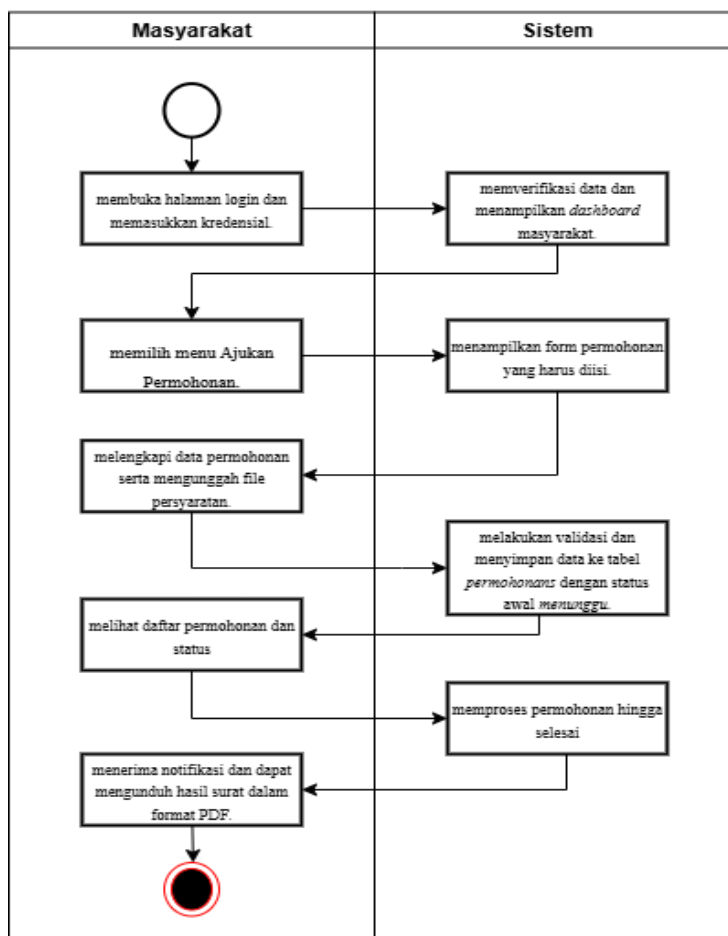 Masyarakat
Sistem
membuka halaman login dan
memasukkan kredensial.
memverifikasi data dan
menampilkan dashboard
masyarakat.
memilih menu Ajukan
Permohonan.
menampilkan form permohonan
yang harus diisi.
melengkapi data permohonan
serta mengunggah file
persyaratan.
melakukan validasi dan
menyimpan data ke tabel
permohonans dengan status
awal menunggu.
melihat daftar permohonan dan
status
memproses permohonan hingga
selesai
menerima notifikasi dan dapat
mengunduh hasil surat dalam
format PDF.